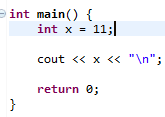 int main() {
    int x = 11;

    cout << x << "\n";

    return 0;
}